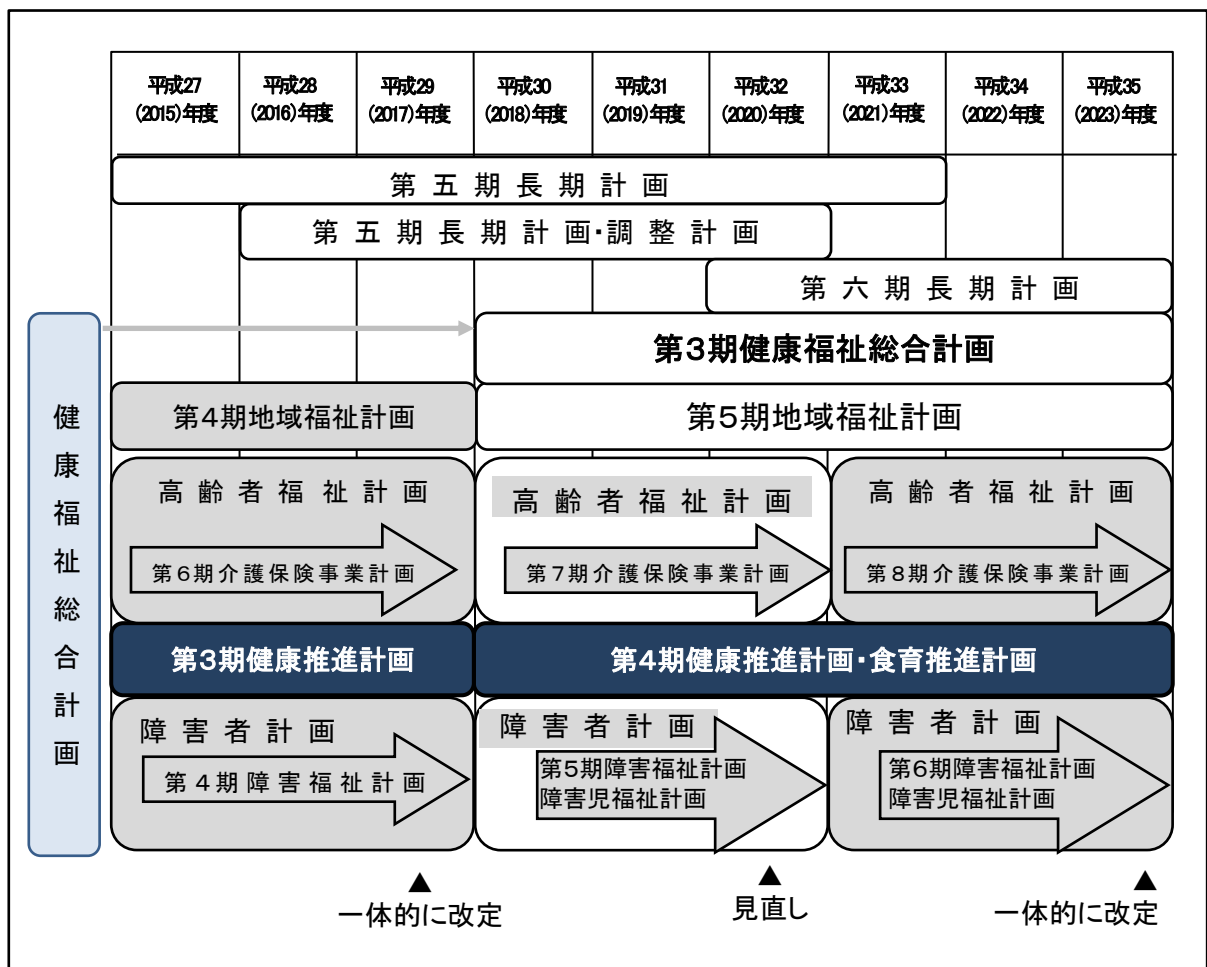 平成27
(2015)年度
平成28
(2016)年度
平成29
(2017)年度
平成30
(2018)年度
平成31
(2019)年度
平成32
(2020)年度
平成33
(2021)年度
平成34
(2022)年度
平成35
(2023)年度
第五期長期計画
第五期長期計画・調整計画
第六期長期計画
健康福祉総合計画
第3期健康福祉総合計画
第4期地域福祉計画
第5期地域福祉計画
高齢者福祉計画
第6期介護保険事業計画
高齢者福祉計画
第7期介護保険事業計画
高齢者福祉計画
第8期介護保険事業計画
第3期健康推進計画
第4期健康推進計画・食育推進計画
障害者計画
第4期障害福祉計画
障害者計画
第5期障害福祉計画
障害児福祉計画
障害者計画
第6期障害福祉計画
障害児福祉計画
▲
一体的に改定
▲
見直し
▲
一体的に改定